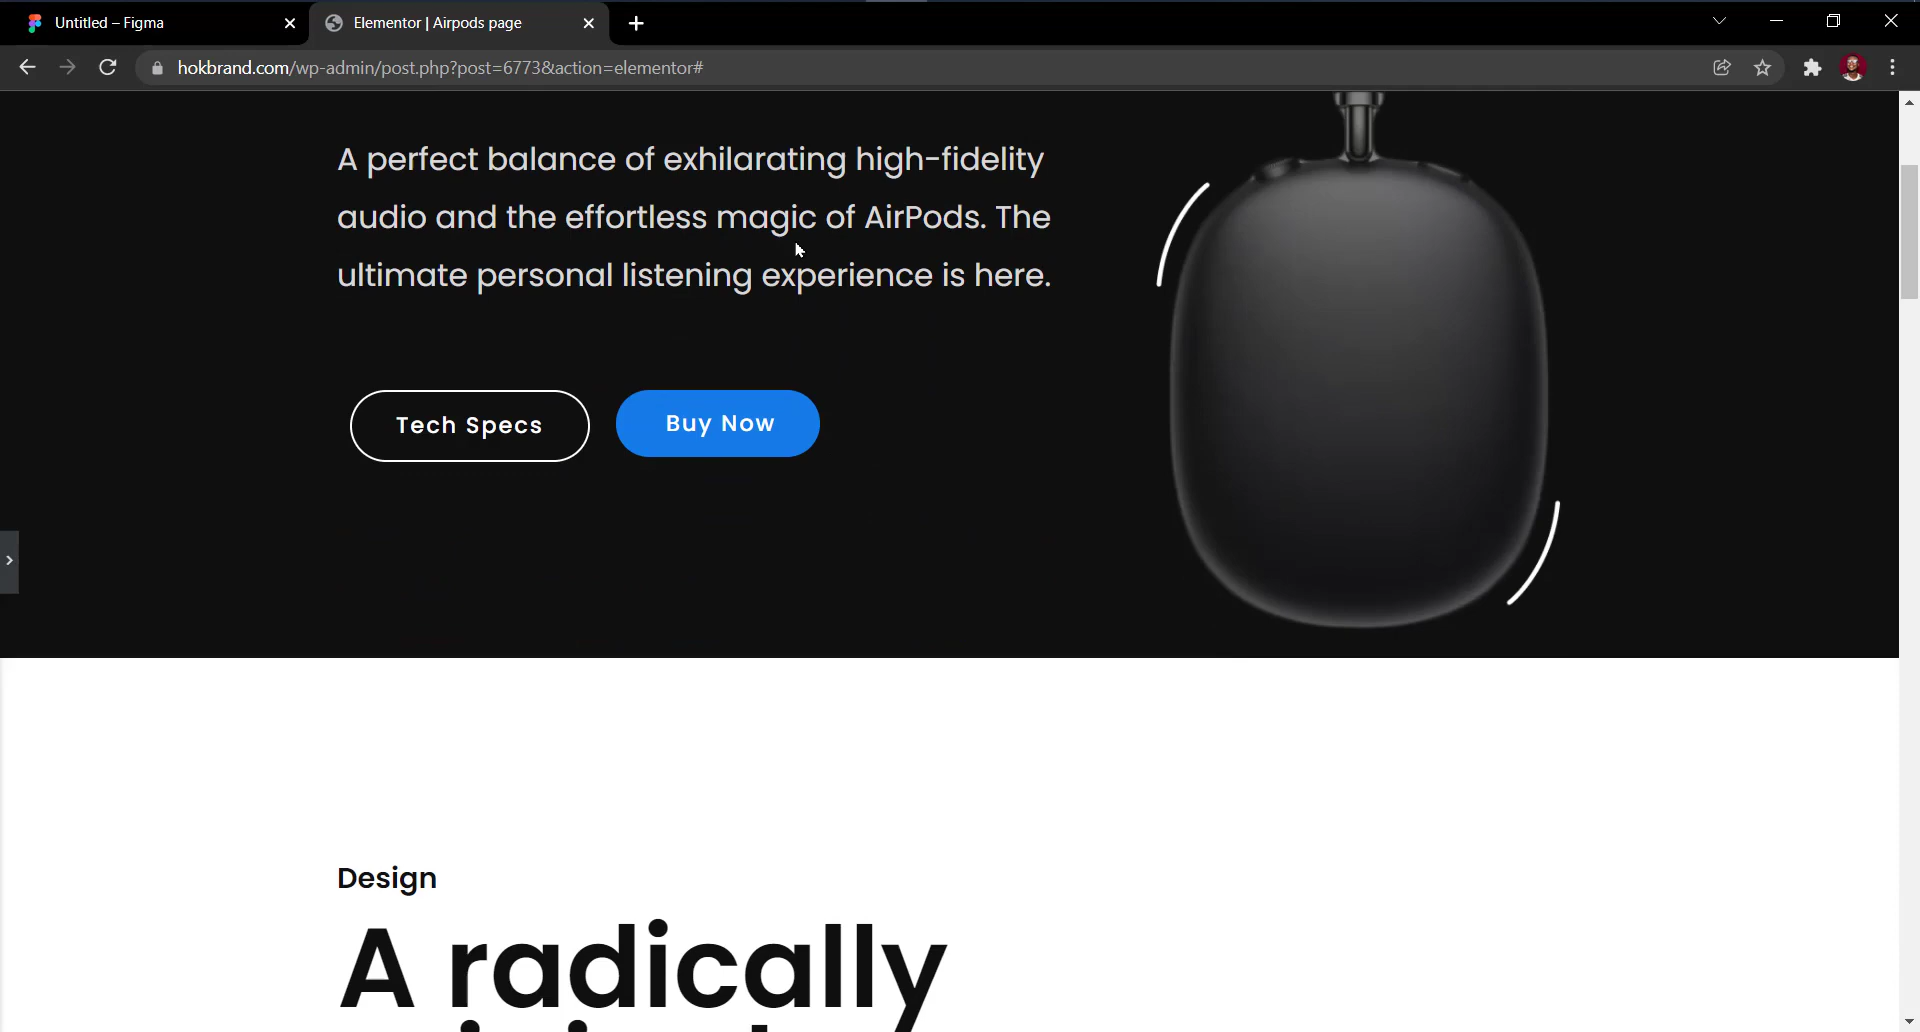 Untitled – Figma
Elementor | Airpods page
hokbrand.com/wp-admin/post.php?post=6773&action=elementor#
A perfect balance of exhilarating high-fidelity
audio and the effortless magic of AirPods. The
ultimate personal listening experience is here.
Tech Specs
Buy Now
Design
A radically